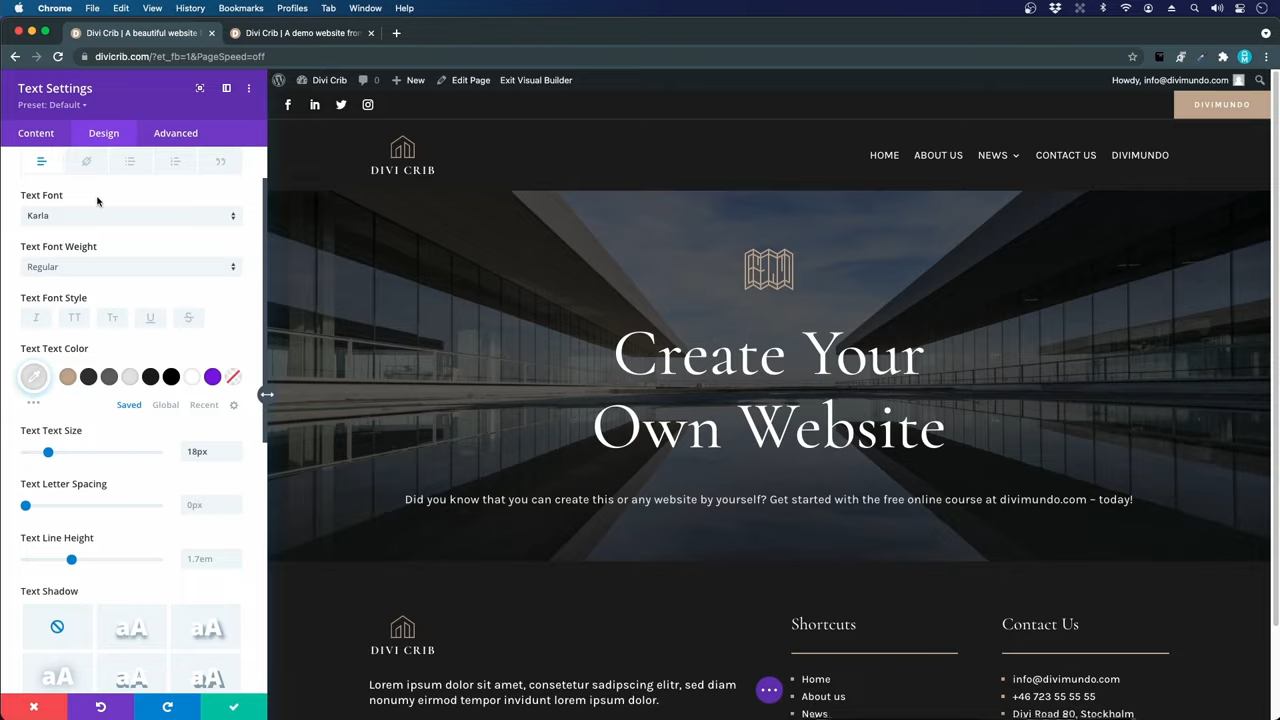 Chrome File Edit View History Bookmarks Profiles Tab Window Help
Divi Crib | A beautiful website
Divi Crib | A demo website from
divicrib.com/?et_fb=1&PageSpeed=off
Text Settings
Preset: Default
Content Design Advanced
Text Font
Karla
Text Font Weight
Regular
Text Font Style
I TT Tт U S
Text Text Color
Saved Global Recent
Text Text Size
18px
Text Letter Spacing
0px
Text Line Height
1.7em
Text Shadow
aA aA
aA aA aA
Divi Crib 0 New Edit Page Exit Visual Builder Howdy, info@divimundo.com
DIVIMUNDO
DIVI CRIB
HOME ABOUT US NEWS CONTACT US DIVIMUNDO
Create Your
Own Website
Did you know that you can create this or any website by yourself? Get started with the free online course at divimundo.com – today!
DIVI CRIB
Lorem ipsum dolor sit amet, consetetur sadipscing elitr, sed diam
nonumy eirmod tempor invidunt lorem ipsum dolor.
Shortcuts
Home
About us
News
Contact Us
info@divimundo.com
+46 723 55 55 55
Divi Road 80, Stockholm